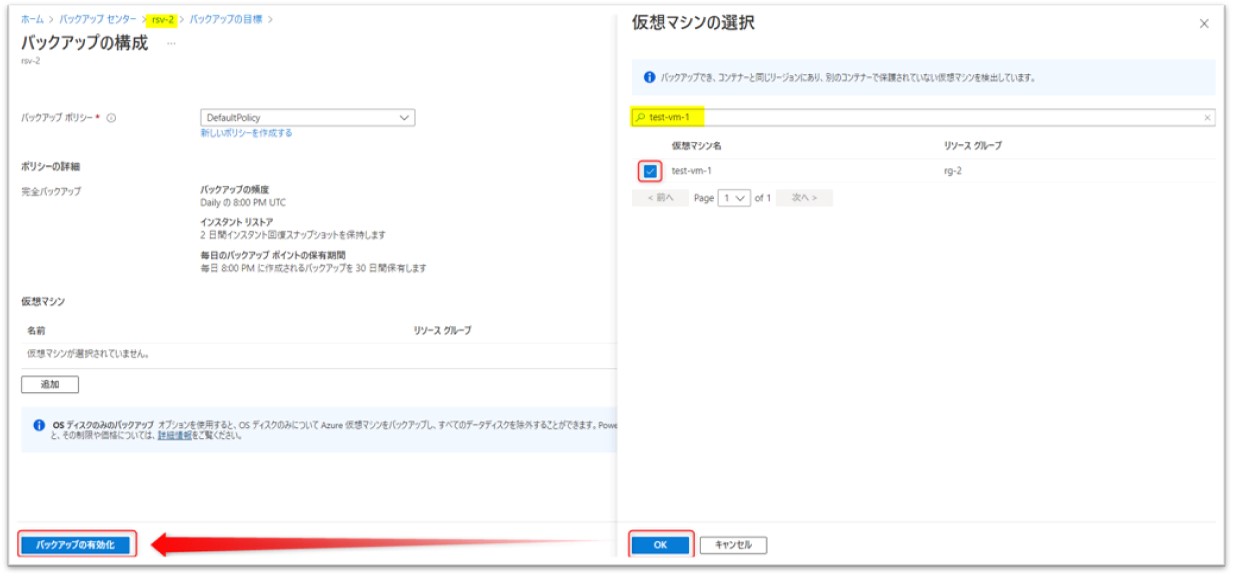 ホーム > バックアップ センター > rsv-2 > バックアップの目標 >
バックアップの構成 …
rsv-2
バックアップ ポリシー *
DefaultPolicy
新しいポリシーを作成する
ポリシーの詳細
完全バックアップ
バックアップの頻度
Daily の 8:00 PM UTC
インスタント リストア
2 日間インスタント回復スナップショットを保持します
毎日のバックアップ ポイントの保有期間
毎日 8:00 PM に作成されるバックアップを 30 日間保有します
仮想マシン
名前 リソース グループ
仮想マシンが選択されていません。
追加
OS ディスクのみのバックアップ オプションを使用すると、OS ディスクのみについて Azure 仮想マシンをバックアップし、すべてのデータディスクを除外することができます。Powe
と、その制限や価格については、詳細情報をご覧ください。
バックアップの有効化
仮想マシンの選択
バックアップでき、コンテナーと同じリージョンにあり、別のコンテナーで保護されていない仮想マシンを検出しています。
test-vm-1
仮想マシン名 リソース グループ
test-vm-1 rg-2
< 前へ Page 1 of 1 次へ >
OK キャンセル